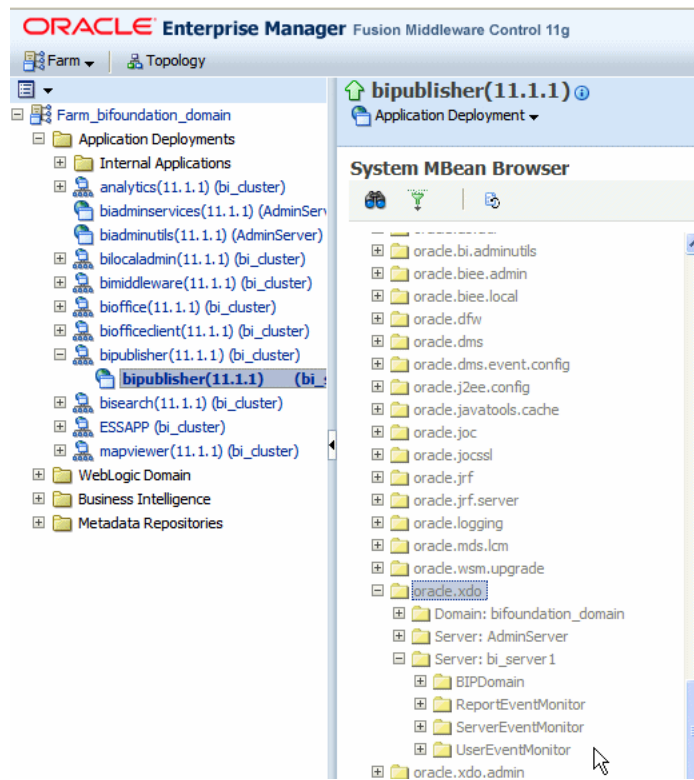 ORACLE Enterprise Manager Fusion Middleware Control 11g
Farm Topology
Farm_bifoundation_domain
Application Deployments
Internal Applications
analytics(11.1.1) (bi_cluster)
biadminservices(11.1.1) (AdminServ
biadminutils(11.1.1) (AdminServer)
bilocaladmin(11.1.1) (bi_cluster)
bimiddleware(11.1.1) (bi_cluster)
bioffice(11.1.1) (bi_cluster)
bioffficeclient(11.1.1) (bi_cluster)
bipublisher(11.1.1) (bi_cluster)
bipublisher(11.1.1) (bi_s
bisearch(11.1.1) (bi_cluster)
ESSAPP (bi_cluster)
mapviewer(11.1.1) (bi_cluster)
WebLogic Domain
Business Intelligence
Metadata Repositories
bipublisher(11.1.1)
Application Deployment
System MBean Browser
oracle.bi.adminutils
oracle.biee.admin
oracle.biee.local
oracle.dfw
oracle.dms
oracle.dms.event.config
oracle.j2ee.config
oracle.javatools.cache
oracle.joc
oracle.jocssl
oracle.jrf
oracle.jrf.server
oracle.logging
oracle.mds.lcm
oracle.wsm.upgrade
oracle.xdo
Domain: bifoundation_domain
Server: AdminServer
Server: bi_server1
BIPDomain
ReportEventMonitor
ServerEventMonitor
UserEventMonitor
oracle.xdo.admin